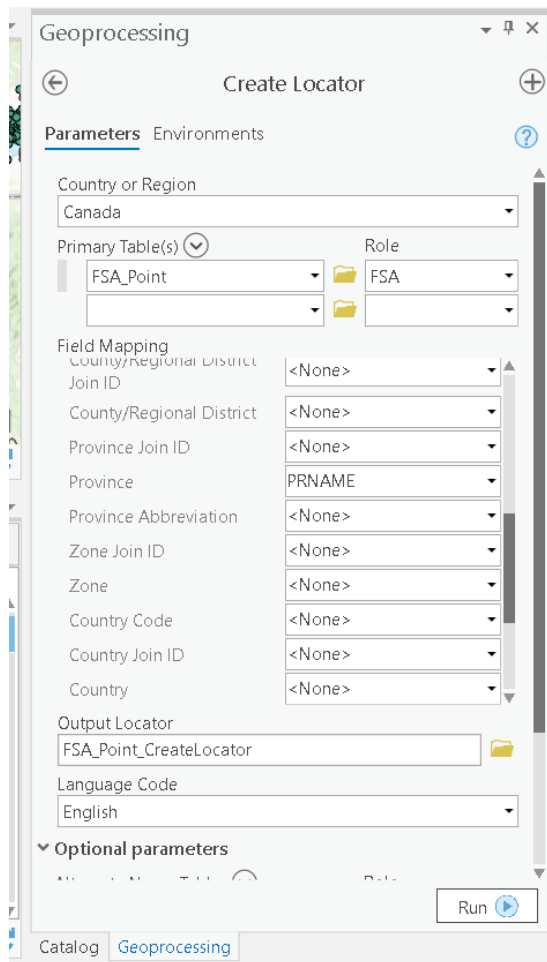 Geoprocessing
Create Locator
Parameters Environments
Country or Region
Canada
Primary Table(s) Role
FSA_Point FSA
Field Mapping
County/Regional District
Join ID <None>
County/Regional District <None>
Province Join ID <None>
Province PRNAME
Province Abbreviation <None>
Zone Join ID <None>
Zone <None>
Country Code <None>
Country Join ID <None>
Country <None>
Output Locator
FSA_Point_CreateLocator
Language Code
English
Optional parameters
Run
Catalog Geoprocessing